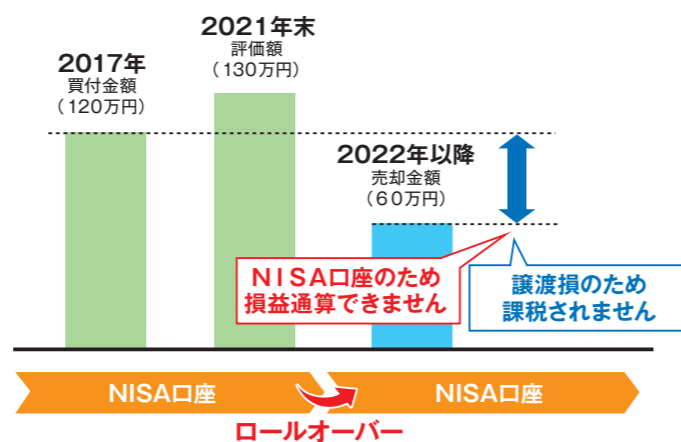 2017年
買付金額
（120万円）
2021年末
評価額
（130万円）
2022年以降
売却金額
（６０万円）
ＮＩＳＡ口座のため
損益通算できません
譲渡損のため
課税されません
NISA口座
NISA口座
ロールオーバー